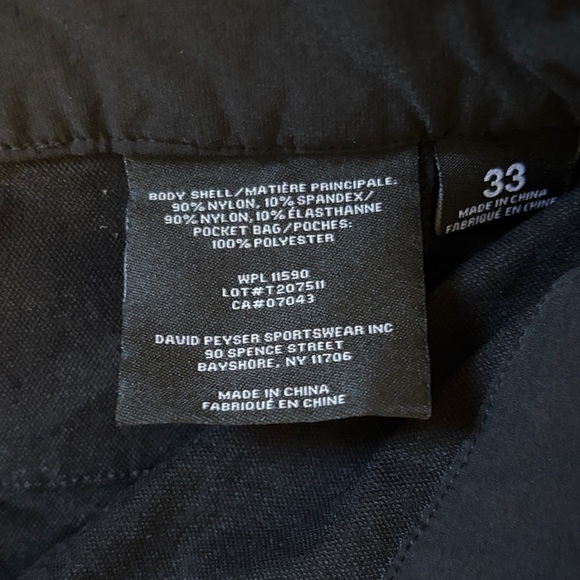 BODY SHELL/MATIÈRE PRINCIPALE:
90% NYLON, 10% SPANDEX/
90% NYLON, 10% ÉLASTHANNE
POCKET BAG/POCHES:
100% POLYESTER
WPL 11590
LOT#T207511
CA#07043
DAVID PEYSER SPORTSWEAR INC
90 SPENCE STREET
BAYSHORE, NY 11706
MADE IN CHINA
FABRIQUÉ EN CHINE
33
MADE IN CHINA
FABRIQUÉ EN CHINE